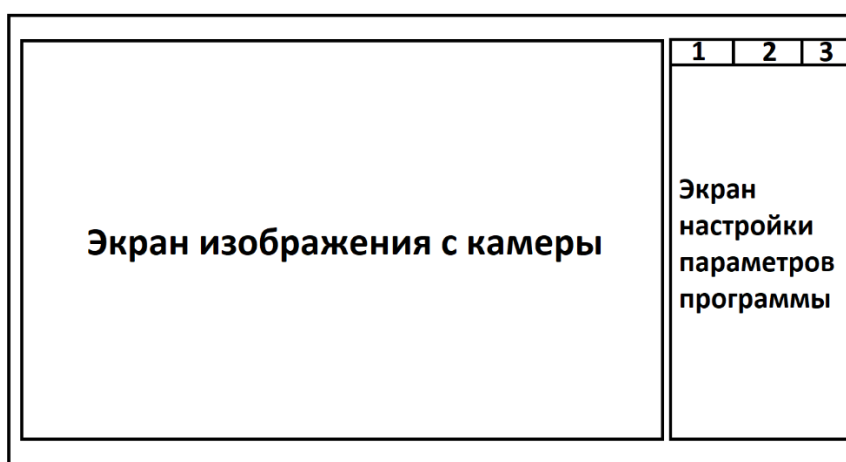 Экран изображения с камеры
1 2 3
Экран
настройки
параметров
программы